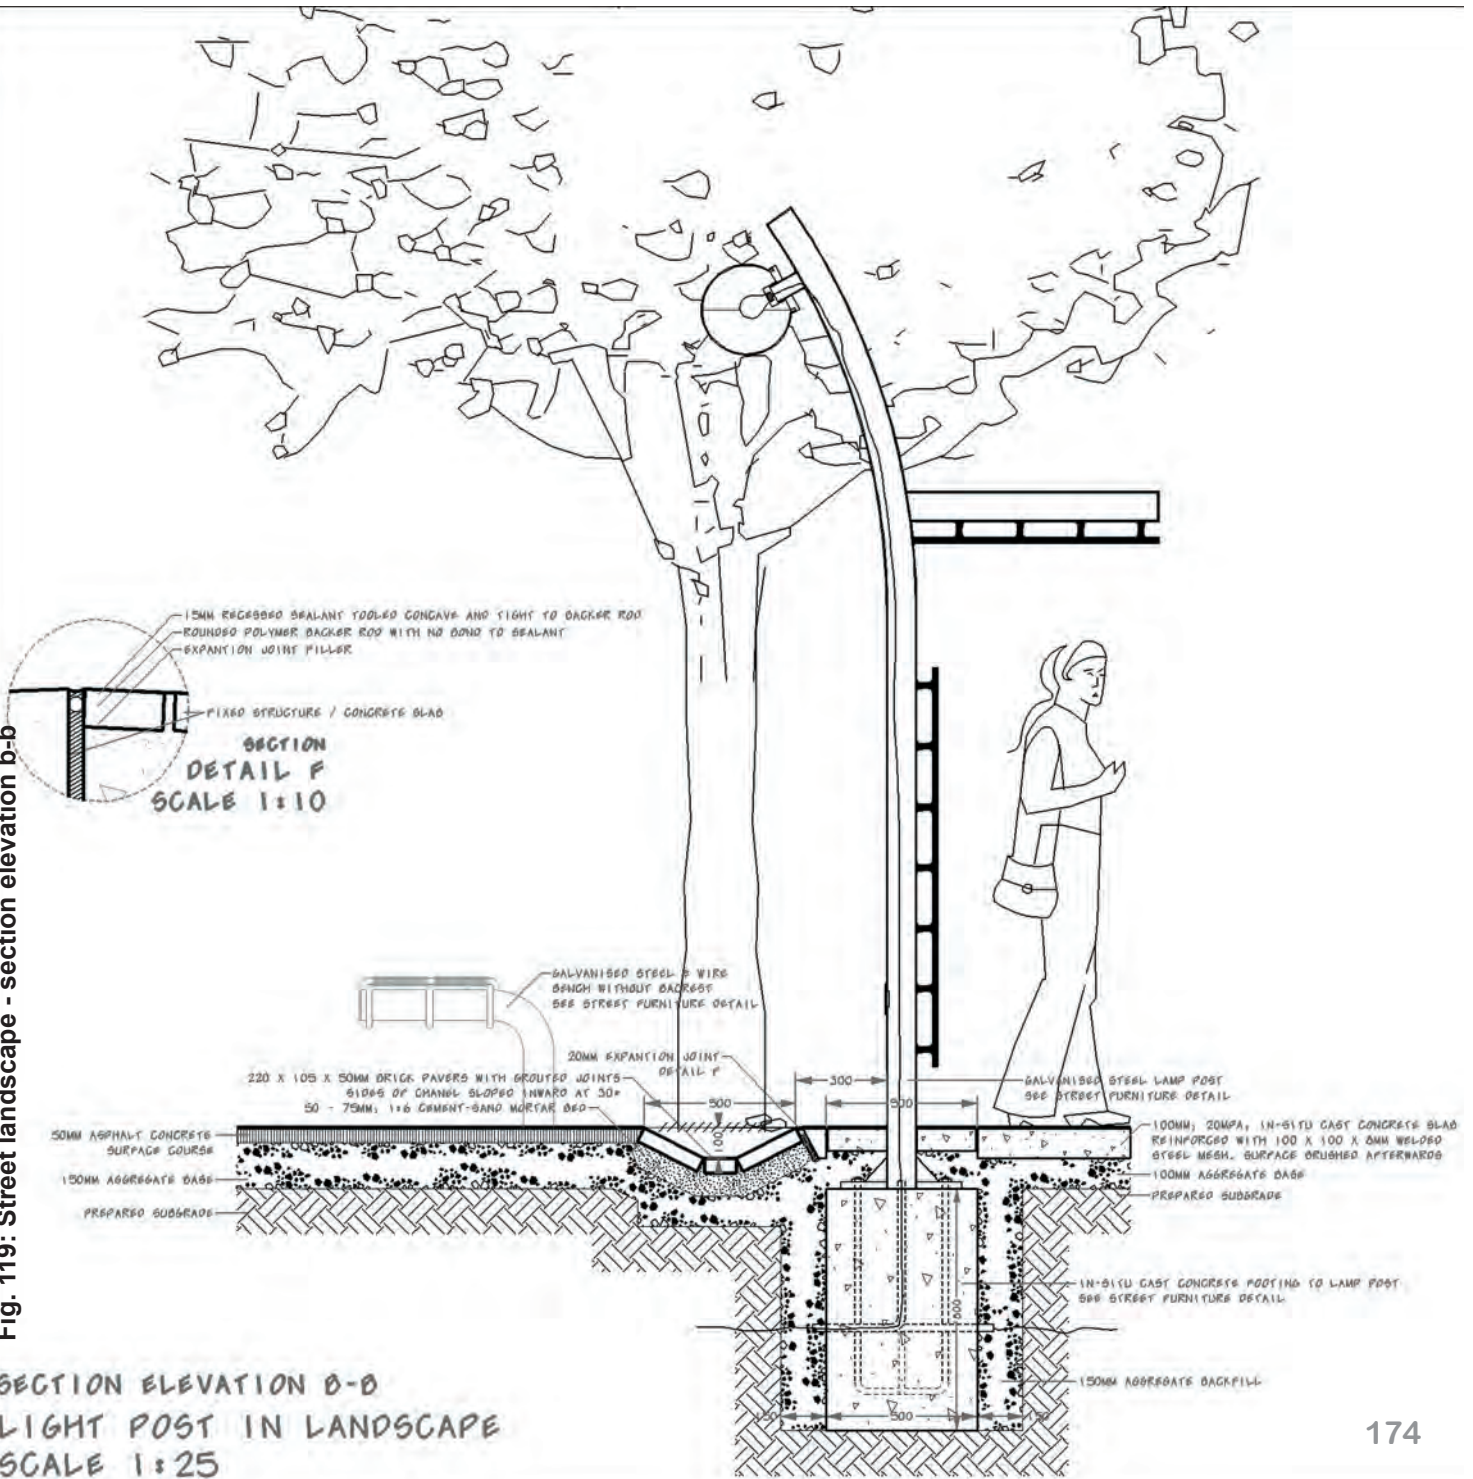 15MM RECESSED SEALANT TOOLED CONCAVE AND TIGHT TO BACKER ROD
ROUNDED POLYMER BACKER ROD WITH NO BOND TO SEALANT
EXPANTION JOINT FILLER
FIXED STRUCTURE / CONCRETE SLAB
SECTION
DETAIL F
SCALE 1:10
Fig. 119: Street landscape - section elevation b-b
GALVANISED STEEL & WIRE
BENCH WITHOUT BACREST
SEE STREET FURNITURE DETAIL
20MM EXPANTION JOINT
DETAIL F
220 X 105 X 50MM BRICK PAVERS WITH GROUTED JOINTS
SIDES OF CHANEL SLOPED INWARD AT 30°
50 - 75MM; 1:6 CEMENT-SAND MORTAR BED
50MM ASPHALT CONCRETE
SURFACE COURSE
150MM AGGREGATE BASE
PREPARED SUBGRADE
300
500
500
100
GALVANISED STEEL LAMP POST
SEE STREET FURNITURE DETAIL
100MM; 20MPA, IN-SITU CAST CONCRETE SLAB
REINFORCED WITH 100 X 100 X 8MM WELDED
STEEL MESH. SURFACE BRUSHED AFTERWARDS
100MM AGGREGATE BASE
PREPARED SUBGRADE
IN-SITU CAST CONCRETE FOOTING TO LAMP POST
SEE STREET FURNITURE DETAIL
800
150MM AGGREGATE BACKFILL
150
500
150
SECTION ELEVATION B-B
LIGHT POST IN LANDSCAPE
SCALE 1:25
174